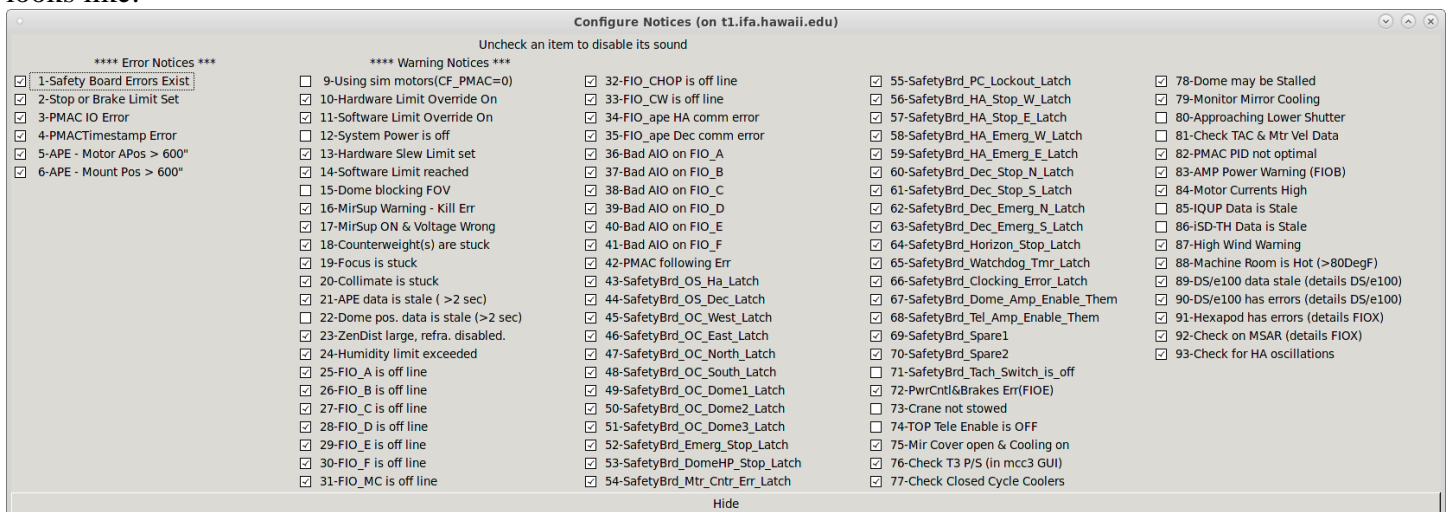 looks like:
Configure Notices (on t1.ifa.hawaii.edu)
Uncheck an item to disable its sound
**** Error Notices ***
1-Safety Board Errors Exist
2-Stop or Brake Limit Set
3-PMAC IO Error
4-PMACTimestamp Error
5-APE - Motor APos > 600"
6-APE - Mount Pos > 600"
**** Warning Notices ***
9-Using sim motors(CF_PMAC=0)
10-Hardware Limit Override On
11-Software Limit Override On
12-System Power is off
13-Hardware Slew Limit set
14-Software Limit reached
15-Dome blocking FOV
16-MirSup Warning - Kill Err
17-MirSup ON & Voltage Wrong
18-Counterweight(s) are stuck
19-Focus is stuck
20-Collimate is stuck
21-APE data is stale ( >2 sec)
22-Dome pos. data is stale (>2 sec)
23-ZenDist large, refra. disabled.
24-Humidity limit exceeded
25-FIO_A is off line
26-FIO_B is off line
27-FIO_C is off line
28-FIO_D is off line
29-FIO_E is off line
30-FIO_F is off line
31-FIO_MC is off line
32-FIO_CHOP is off line
33-FIO_CW is off line
34-FIO_ape HA comm error
35-FIO_ape Dec comm error
36-Bad AIO on FIO_A
37-Bad AIO on FIO_B
38-Bad AIO on FIO_C
39-Bad AIO on FIO_D
40-Bad AIO on FIO_E
41-Bad AIO on FIO_F
42-PMAC following Err
43-SafetyBrd_OS_Ha_Latch
44-SafetyBrd_OS_Dec_Latch
45-SafetyBrd_OC_West_Latch
46-SafetyBrd_OC_East_Latch
47-SafetyBrd_OC_North_Latch
48-SafetyBrd_OC_South_Latch
49-SafetyBrd_OC_Dome1_Latch
50-SafetyBrd_OC_Dome2_Latch
51-SafetyBrd_OC_Dome3_Latch
52-SafetyBrd_Emerg_Stop_Latch
53-SafetyBrd_DomeHP_Stop_Latch
54-SafetyBrd_Mtr_Cntr_Err_Latch
55-SafetyBrd_PC_Lockout_Latch
56-SafetyBrd_HA_Stop_W_Latch
57-SafetyBrd_HA_Stop_E_Latch
58-SafetyBrd_HA_Emerg_W_Latch
59-SafetyBrd_HA_Emerg_E_Latch
60-SafetyBrd_Dec_Stop_N_Latch
61-SafetyBrd_Dec_Stop_S_Latch
62-SafetyBrd_Dec_Emerg_N_Latch
63-SafetyBrd_Dec_Emerg_S_Latch
64-SafetyBrd_Horizon_Stop_Latch
65-SafetyBrd_Watchdog_Tmr_Latch
66-SafetyBrd_Clocking_Error_Latch
67-SafetyBrd_Dome_Amp_Enable_Them
68-SafetyBrd_Tel_Amp_Enable_Them
69-SafetyBrd_Spare1
70-SafetyBrd_Spare2
71-SafetyBrd_Tach_Switch_is_off
72-PwrCntl&Brakes Err(FIOE)
73-Crane not stowed
74-TOP Tele Enable is OFF
75-Mir Cover open & Cooling on
76-Check T3 P/S (in mcc3 GUI)
77-Check Closed Cycle Coolers
78-Dome may be Stalled
79-Monitor Mirror Cooling
80-Approaching Lower Shutter
81-Check TAC & Mtr Vel Data
82-PMAC PID not optimal
83-AMP Power Warning (FIOB)
84-Motor Currents High
85-IQUP Data is Stale
86-iSD-TH Data is Stale
87-High Wind Warning
88-Machine Room is Hot (>80DegF)
89-DS/e100 data stale (details DS/e100)
90-DS/e100 has errors (details DS/e100)
91-Hexapod has errors (details FIOX)
92-Check on MSAR (details FIOX)
93-Check for HA oscillations
Hide